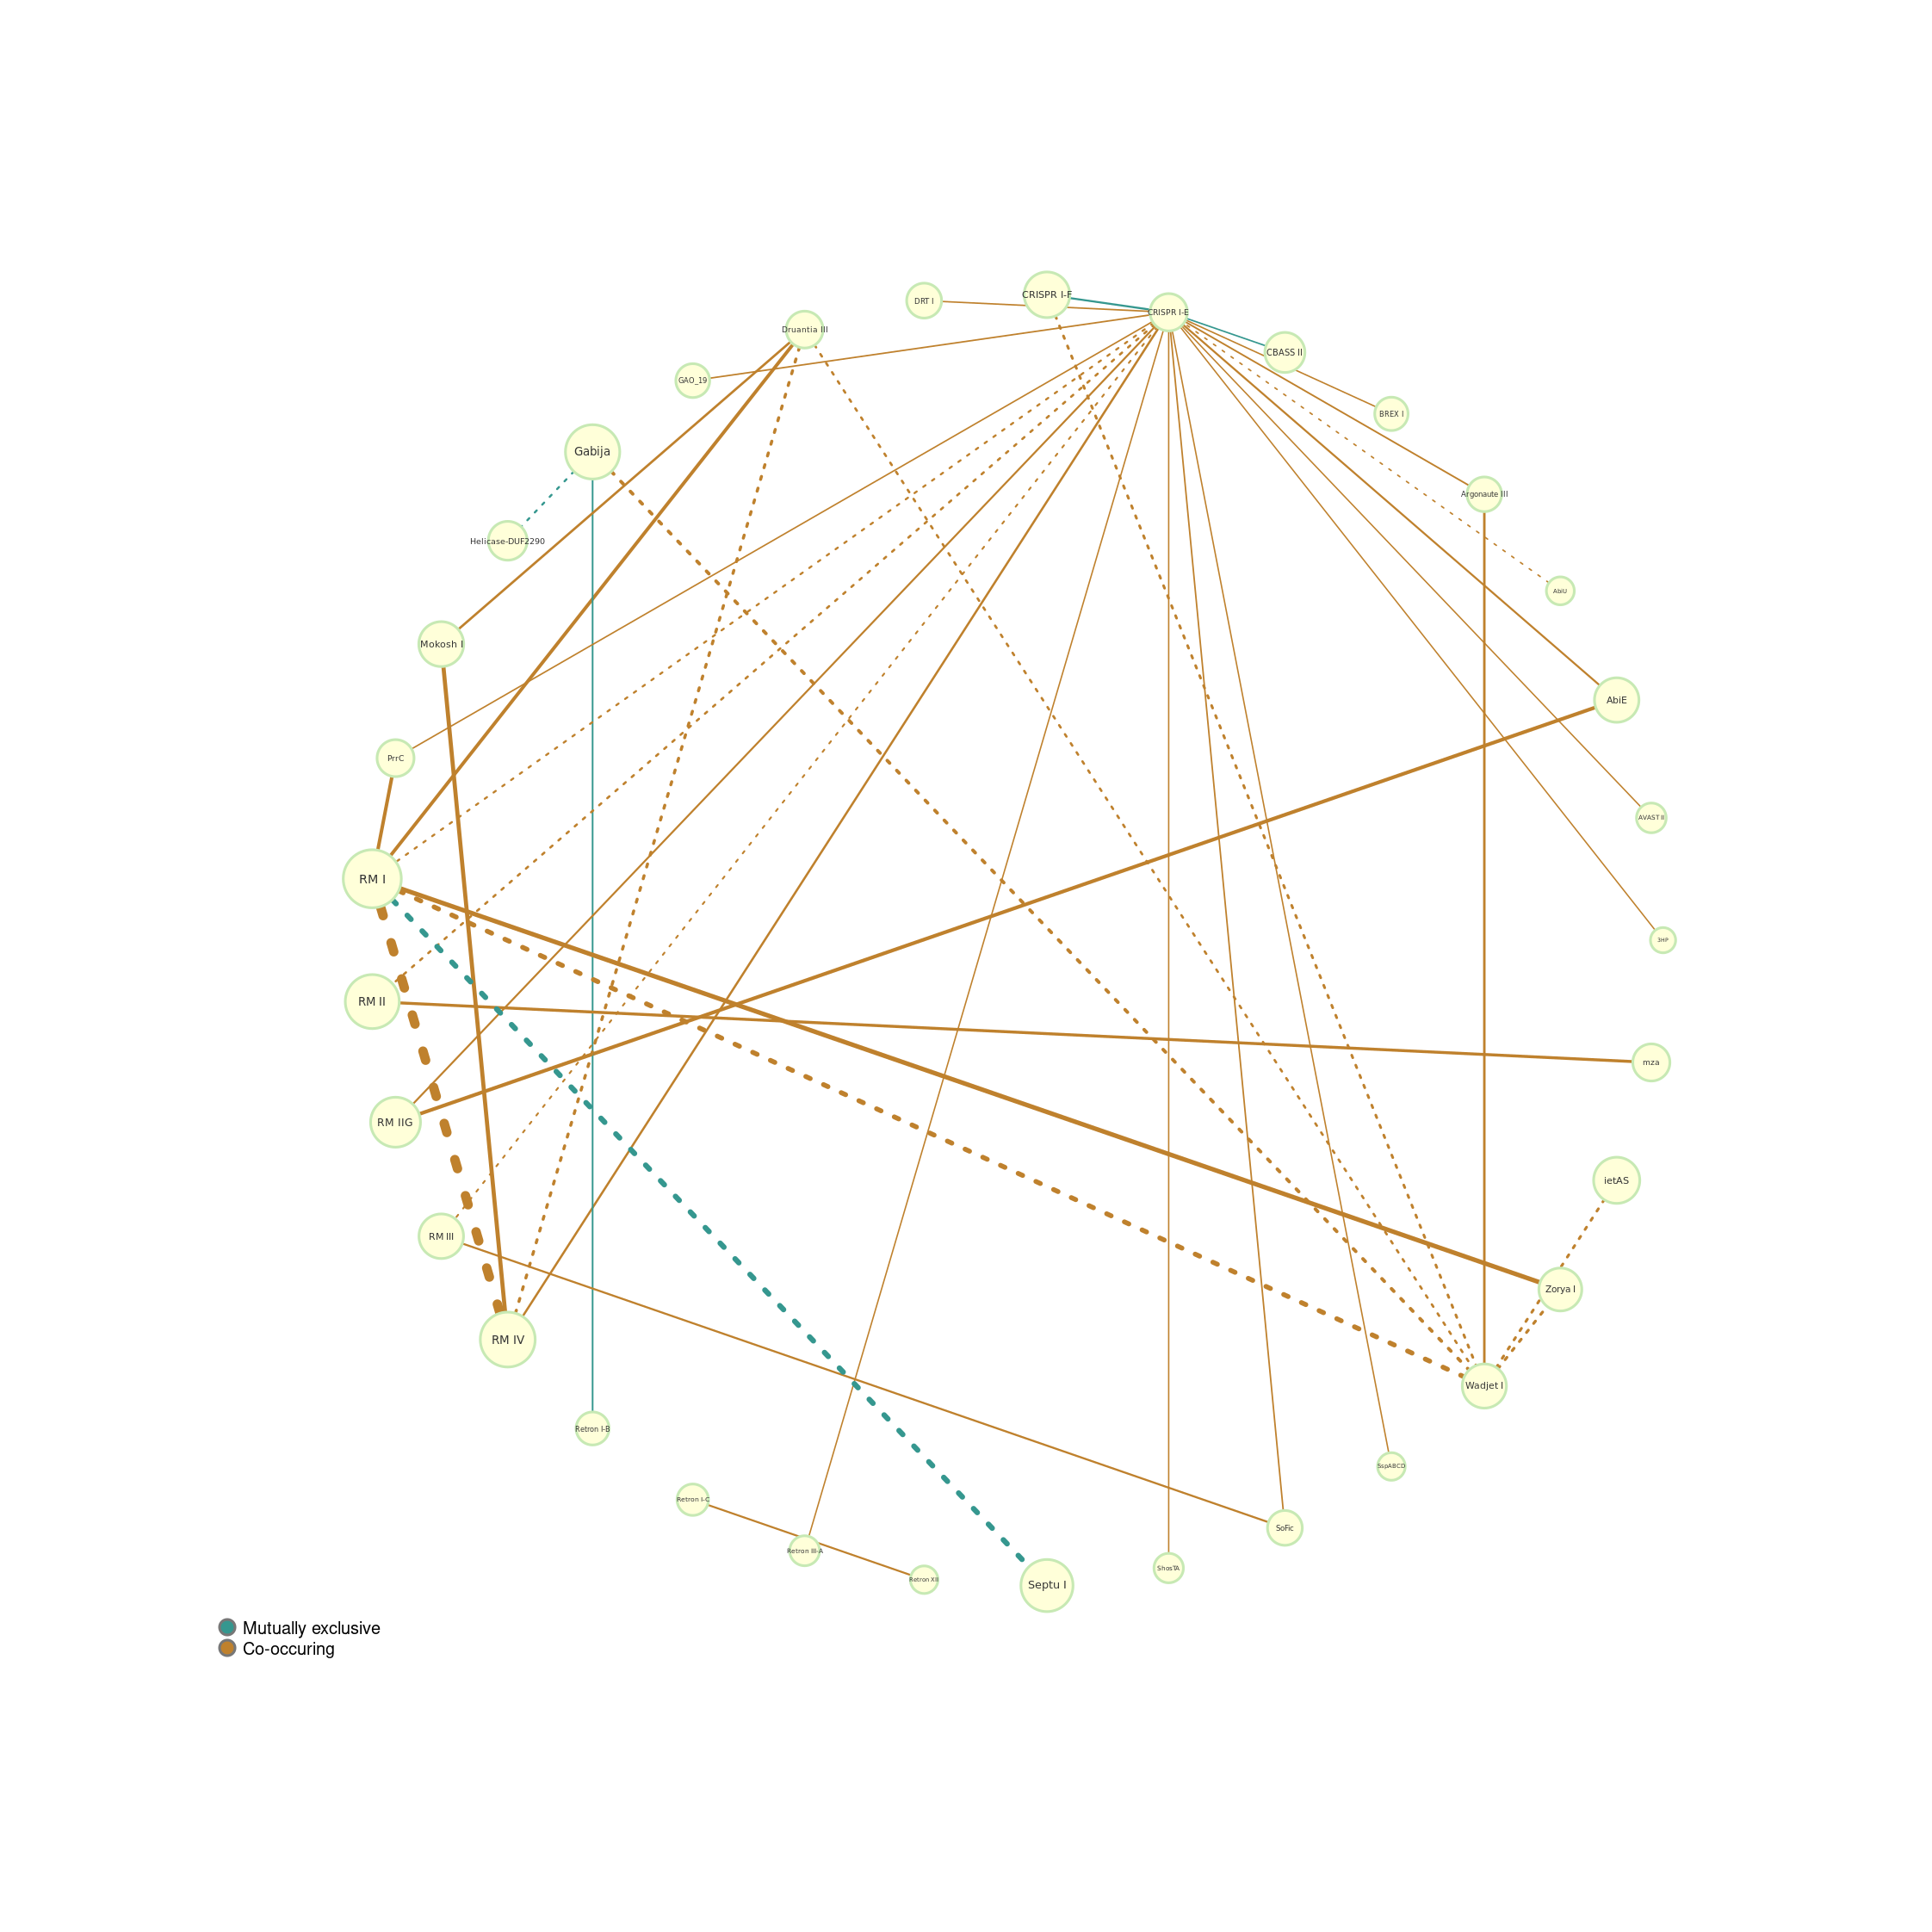 CRISPR I-F
DRT I
CRISPR I-E
Druantia III
CBASS II
GAO_19
BREX I
Gabija
Argonaute III
Helicase-DUF2290
AbiU
Mokosh I
AbiE
PrrC
AVAST II
RM I
3HP
RM II
mza
RM IIG
ietAS
RM III
Zorya I
RM IV
Wadjet I
Retron I-B
SspABCD
Retron I-C
SoFic
Retron III-A
ShosTA
Retron XII
Septu I
Mutually exclusive
Co-occuring